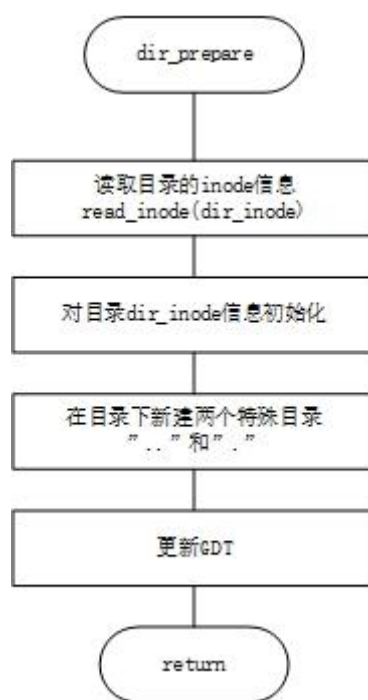 dir_prepare
读取目录的inode信息
read_inode(dir_inode)
对目录dir_inode信息初始化
在目录下新建两个特殊目录
".."和"."
更新GDT
return